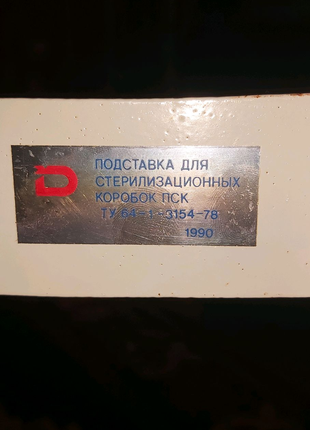 ПОДСТАВКА ДЛЯ
СТЕРИЛИЗАЦИОННЫХ
КОРОБОК ПСК
ТУ 64-1-3154-78
1990